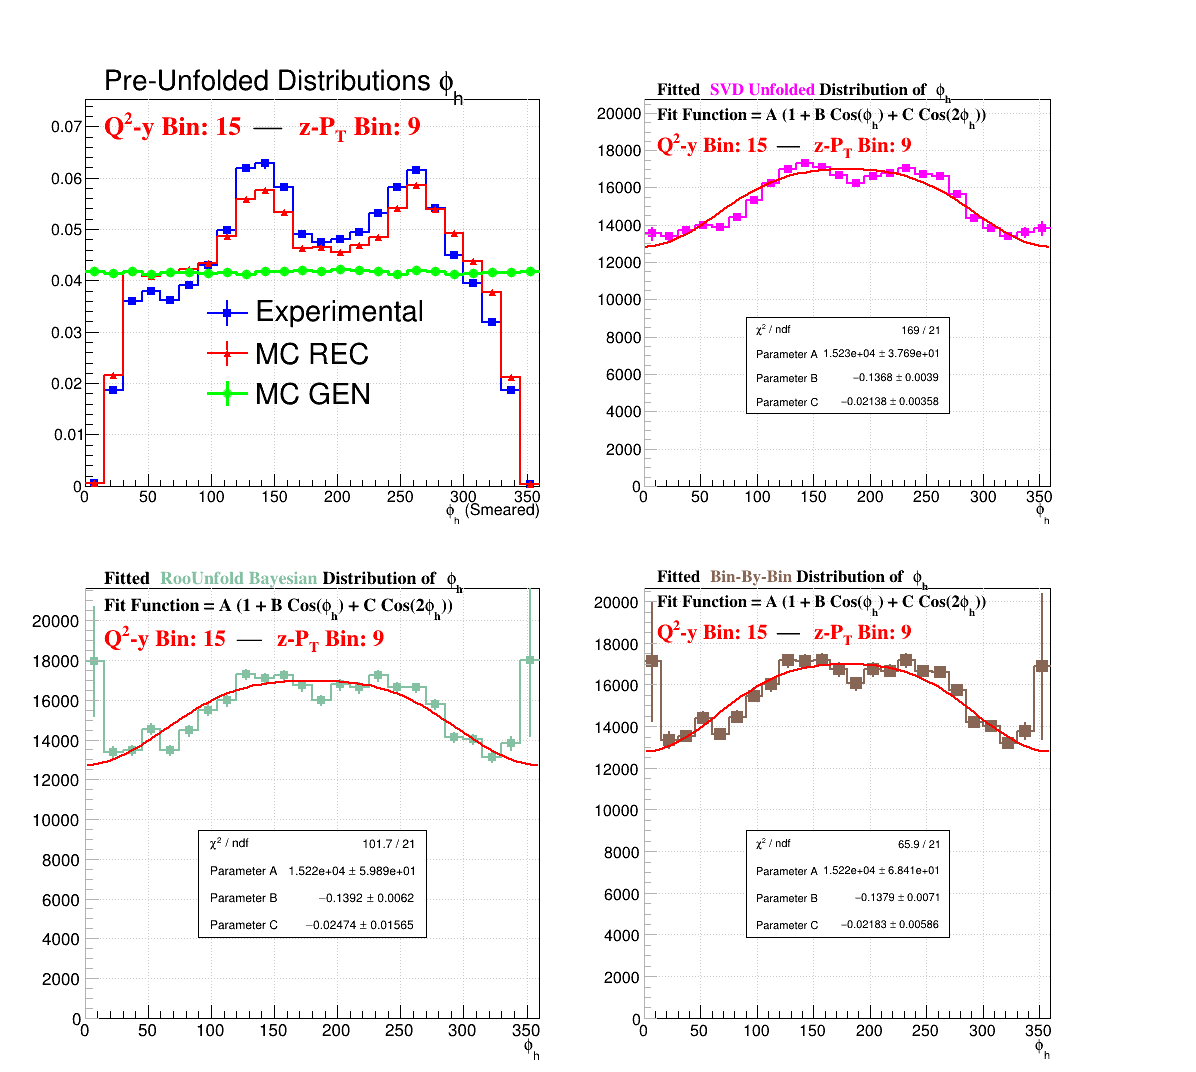 Pre-Unfolded Distributions ϕh
Q²-y Bin: 15 — z-PT Bin: 9
0.07
0.06
0.05
0.04
0.03
0.02
0.01
0
Experimental
MC REC
MC GEN
0 50 100 150 200 250 300 350
ϕh (Smeared)
Fitted SVD Unfolded Distribution of ϕh
Fit Function = A (1 + B Cos(ϕh) + C Cos(2ϕh))
Q²-y Bin: 15 — z-PT Bin: 9
20000
18000
16000
14000
12000
10000
8000
6000
4000
2000
0
χ² / ndf 169 / 21
Parameter A 1.523e+04 ± 3.769e+01
Parameter B −0.1368 ± 0.0039
Parameter C −0.02138 ± 0.00358
0 50 100 150 200 250 300 350
ϕh
Fitted RooUnfold Bayesian Distribution of ϕh
Fit Function = A (1 + B Cos(ϕh) + C Cos(2ϕh))
Q²-y Bin: 15 — z-PT Bin: 9
20000
18000
16000
14000
12000
10000
8000
6000
4000
2000
0
χ² / ndf 101.7 / 21
Parameter A 1.522e+04 ± 5.989e+01
Parameter B −0.1392 ± 0.0062
Parameter C −0.02474 ± 0.01565
0 50 100 150 200 250 300 350
ϕh
Fitted Bin-By-Bin Distribution of ϕh
Fit Function = A (1 + B Cos(ϕh) + C Cos(2ϕh))
Q²-y Bin: 15 — z-PT Bin: 9
20000
18000
16000
14000
12000
10000
8000
6000
4000
2000
0
χ² / ndf 65.9 / 21
Parameter A 1.522e+04 ± 6.841e+01
Parameter B −0.1379 ± 0.0071
Parameter C −0.02183 ± 0.00586
0 50 100 150 200 250 300 350
ϕh